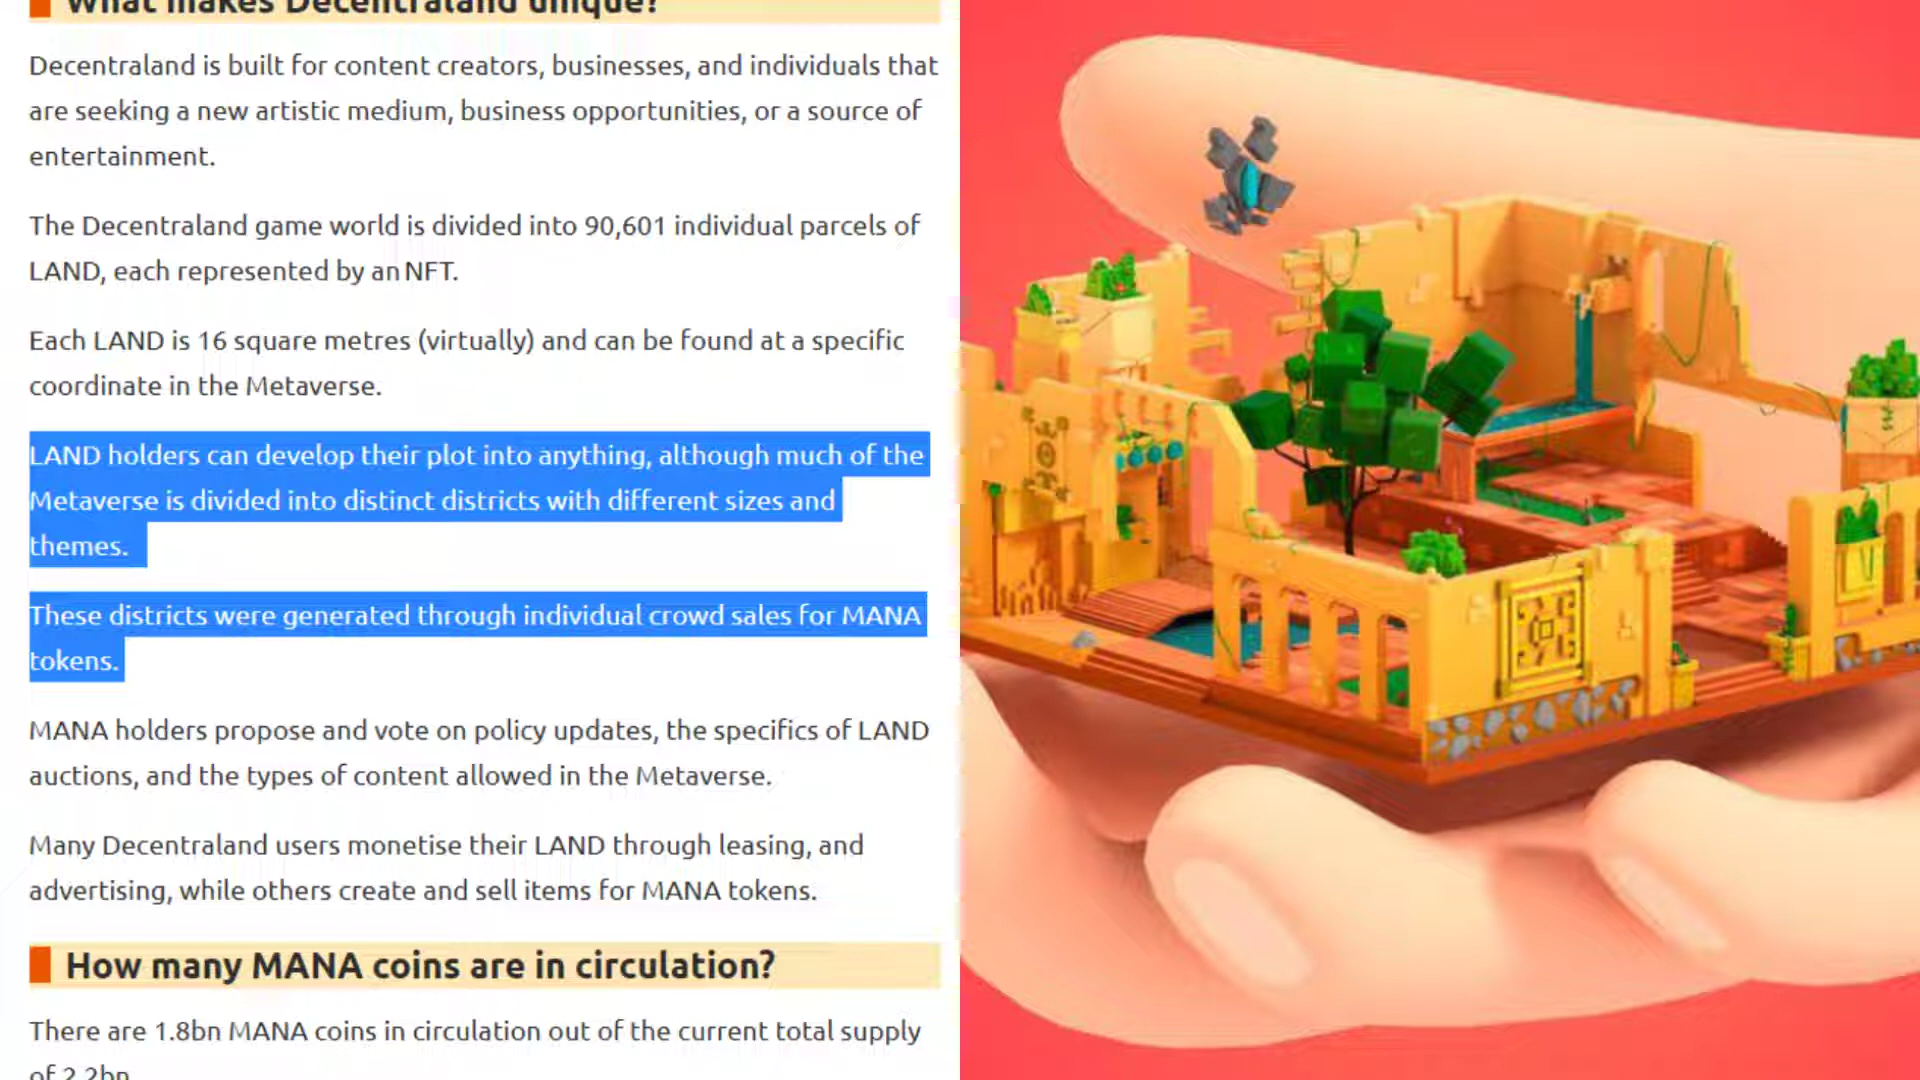 What makes Decentraland unique?
Decentraland is built for content creators, businesses, and individuals that
are seeking a new artistic medium, business opportunities, or a source of
entertainment.
The Decentraland game world is divided into 90,601 individual parcels of
LAND, each represented by an NFT.
Each LAND is 16 square metres (virtually) and can be found at a specific
coordinate in the Metaverse.
LAND holders can develop their plot into anything, although much of the
Metaverse is divided into distinct districts with different sizes and
themes.
These districts were generated through individual crowd sales for MANA
tokens.
MANA holders propose and vote on policy updates, the specifics of LAND
auctions, and the types of content allowed in the Metaverse.
Many Decentraland users monetise their LAND through leasing, and
advertising, while others create and sell items for MANA tokens.
How many MANA coins are in circulation?
There are 1.8bn MANA coins in circulation out of the current total supply
of 2.2bn